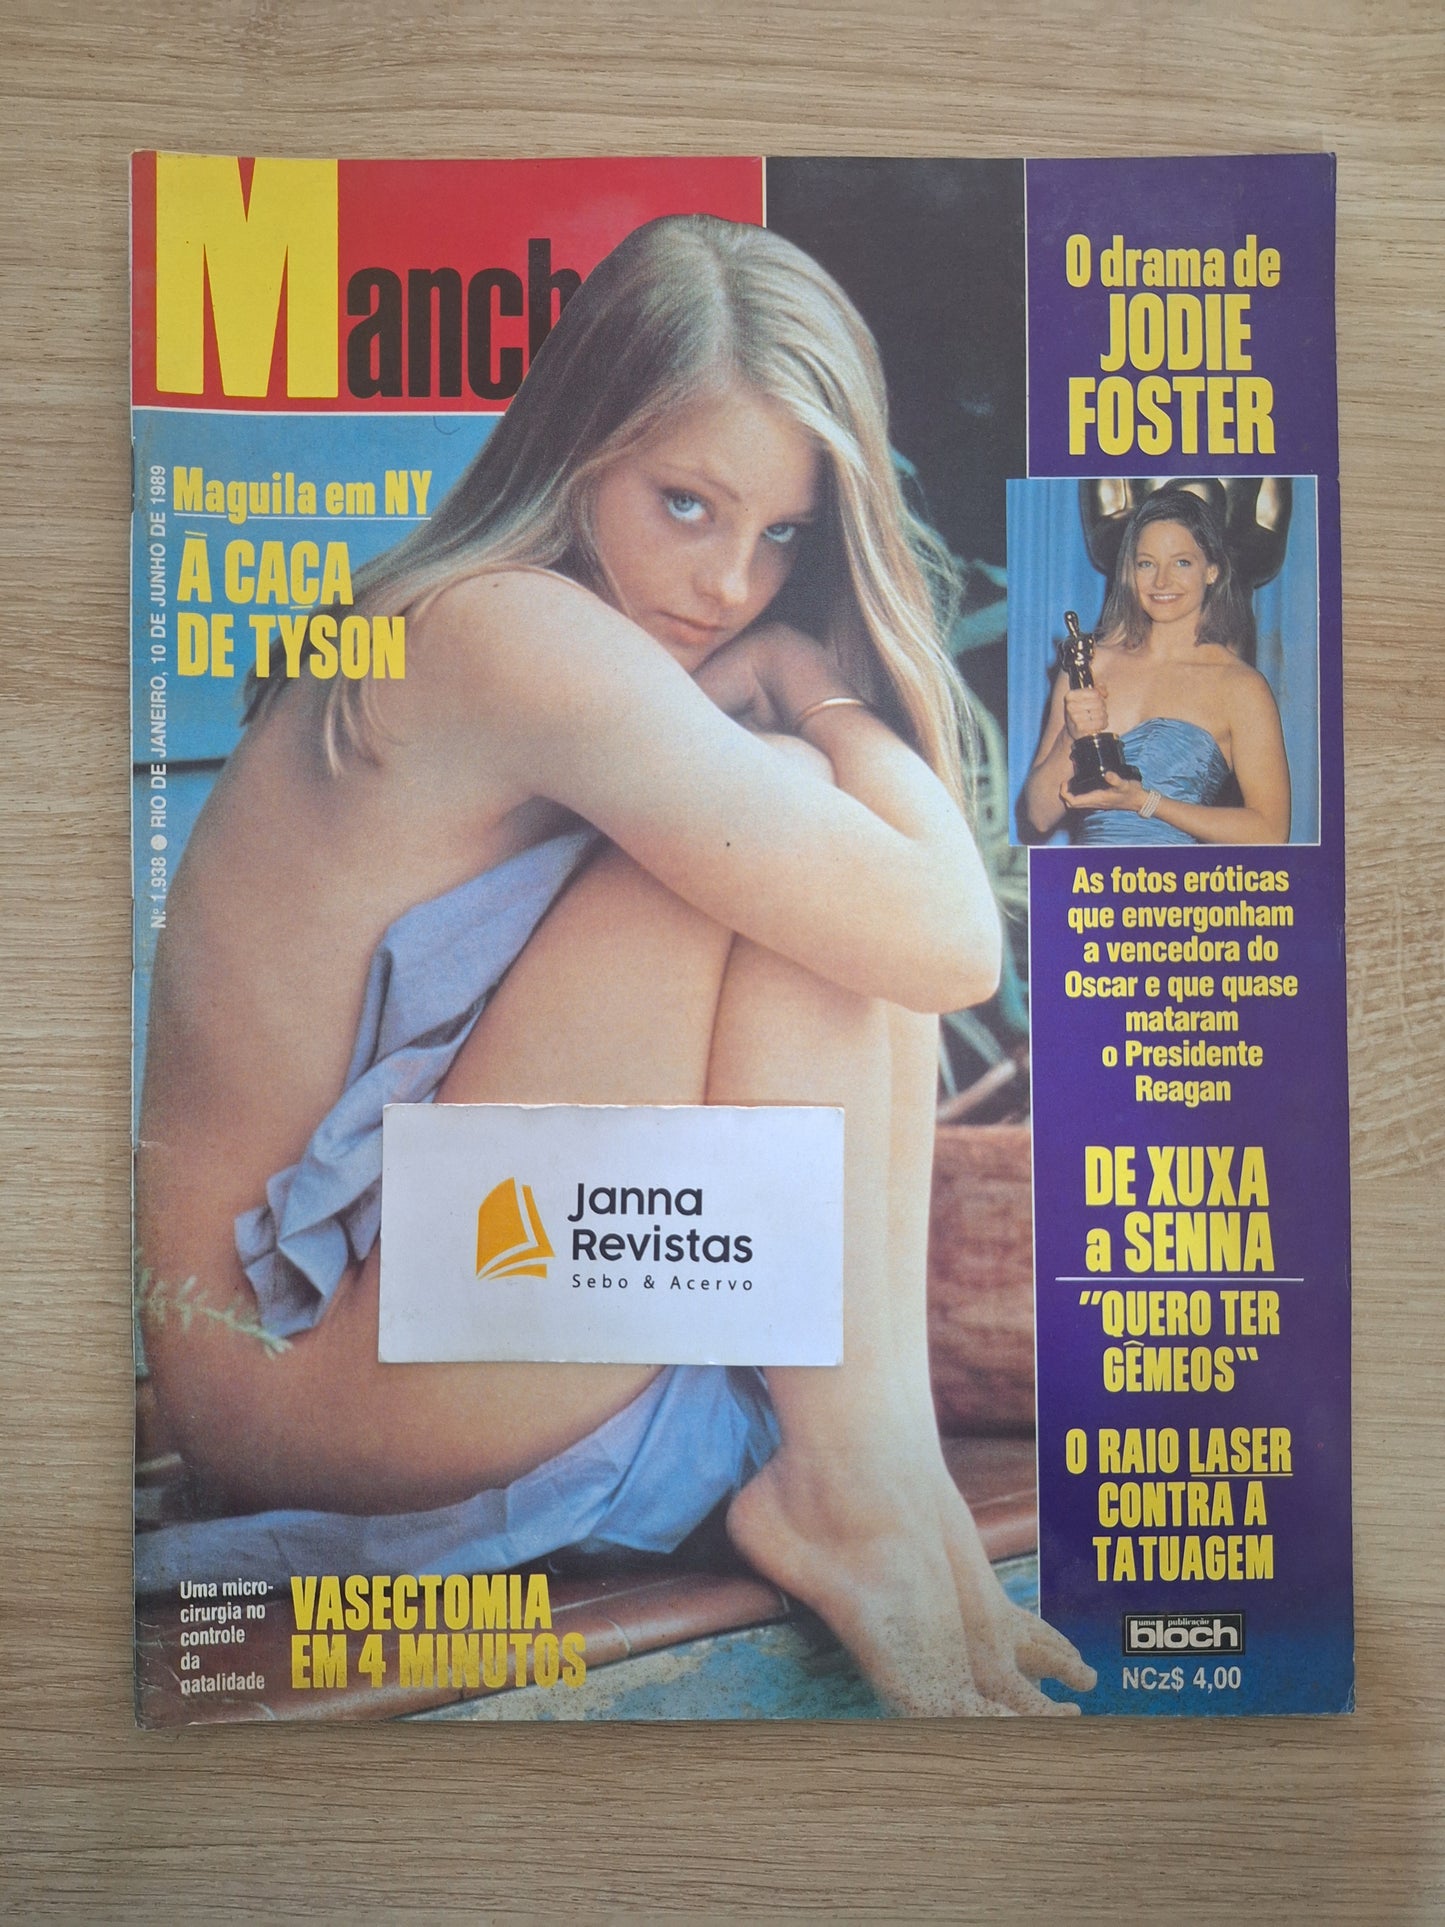 Manch
O drama de
JODIE
FOSTER
Maguila em NY
À CAÇA
DE TYSON
Nº 1.938 ● RIO DE JANEIRO, 10 DE JUNHO DE 1989
As fotos eróticas
que envergonham
a vencedora do
Oscar e que quase
mataram
o Presidente
Reagan
DE XUXA
a SENNA
"QUERO TER
GÊMEOS"
O RAIO LASER
CONTRA A
TATUAGEM
Janna
Revistas
Sebo & Acervo
Uma micro-
cirurgia no
controle
da
natalidade
VASECTOMIA
EM 4 MINUTOS
uma publicação
bloch
NCz$ 4,00